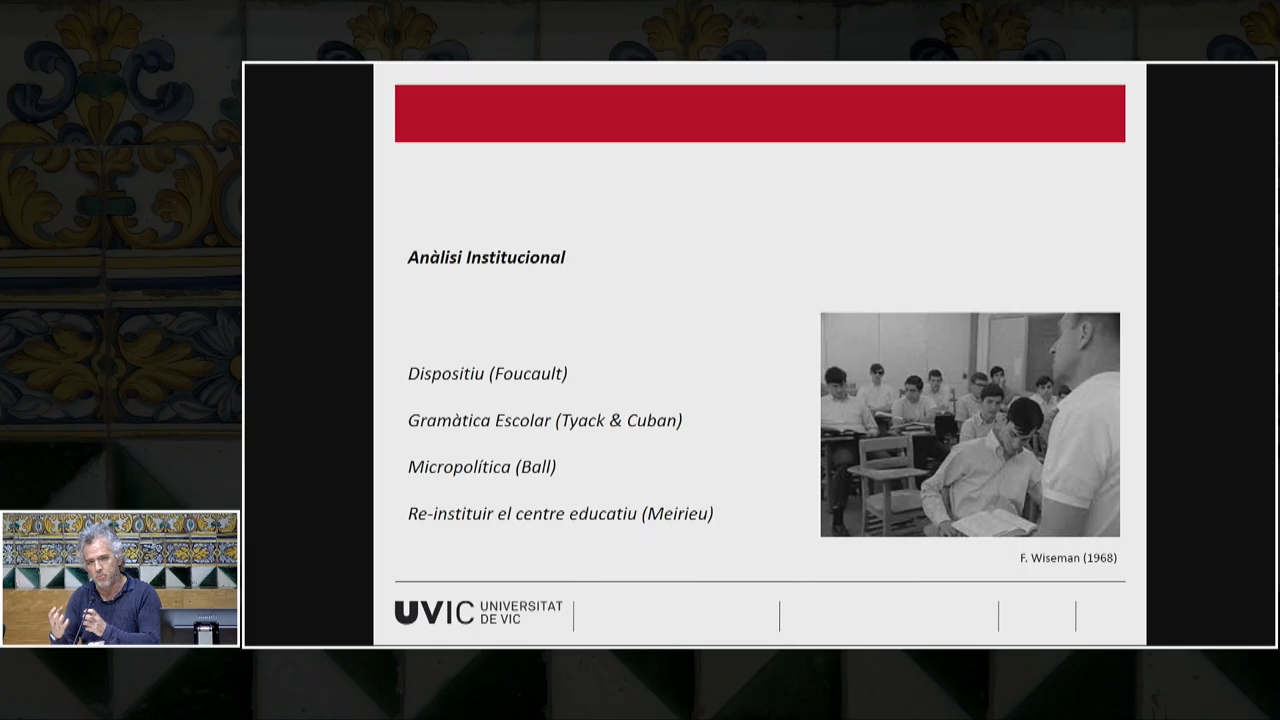 Anàlisi Institucional
Dispositiu (Foucault)
Gramàtica Escolar (Tyack & Cuban)
Micropolítica (Ball)
Re-instituir el centre educatiu (Meirieu)
F. Wiseman (1968)
UVIC UNIVERSITAT
DE VIC